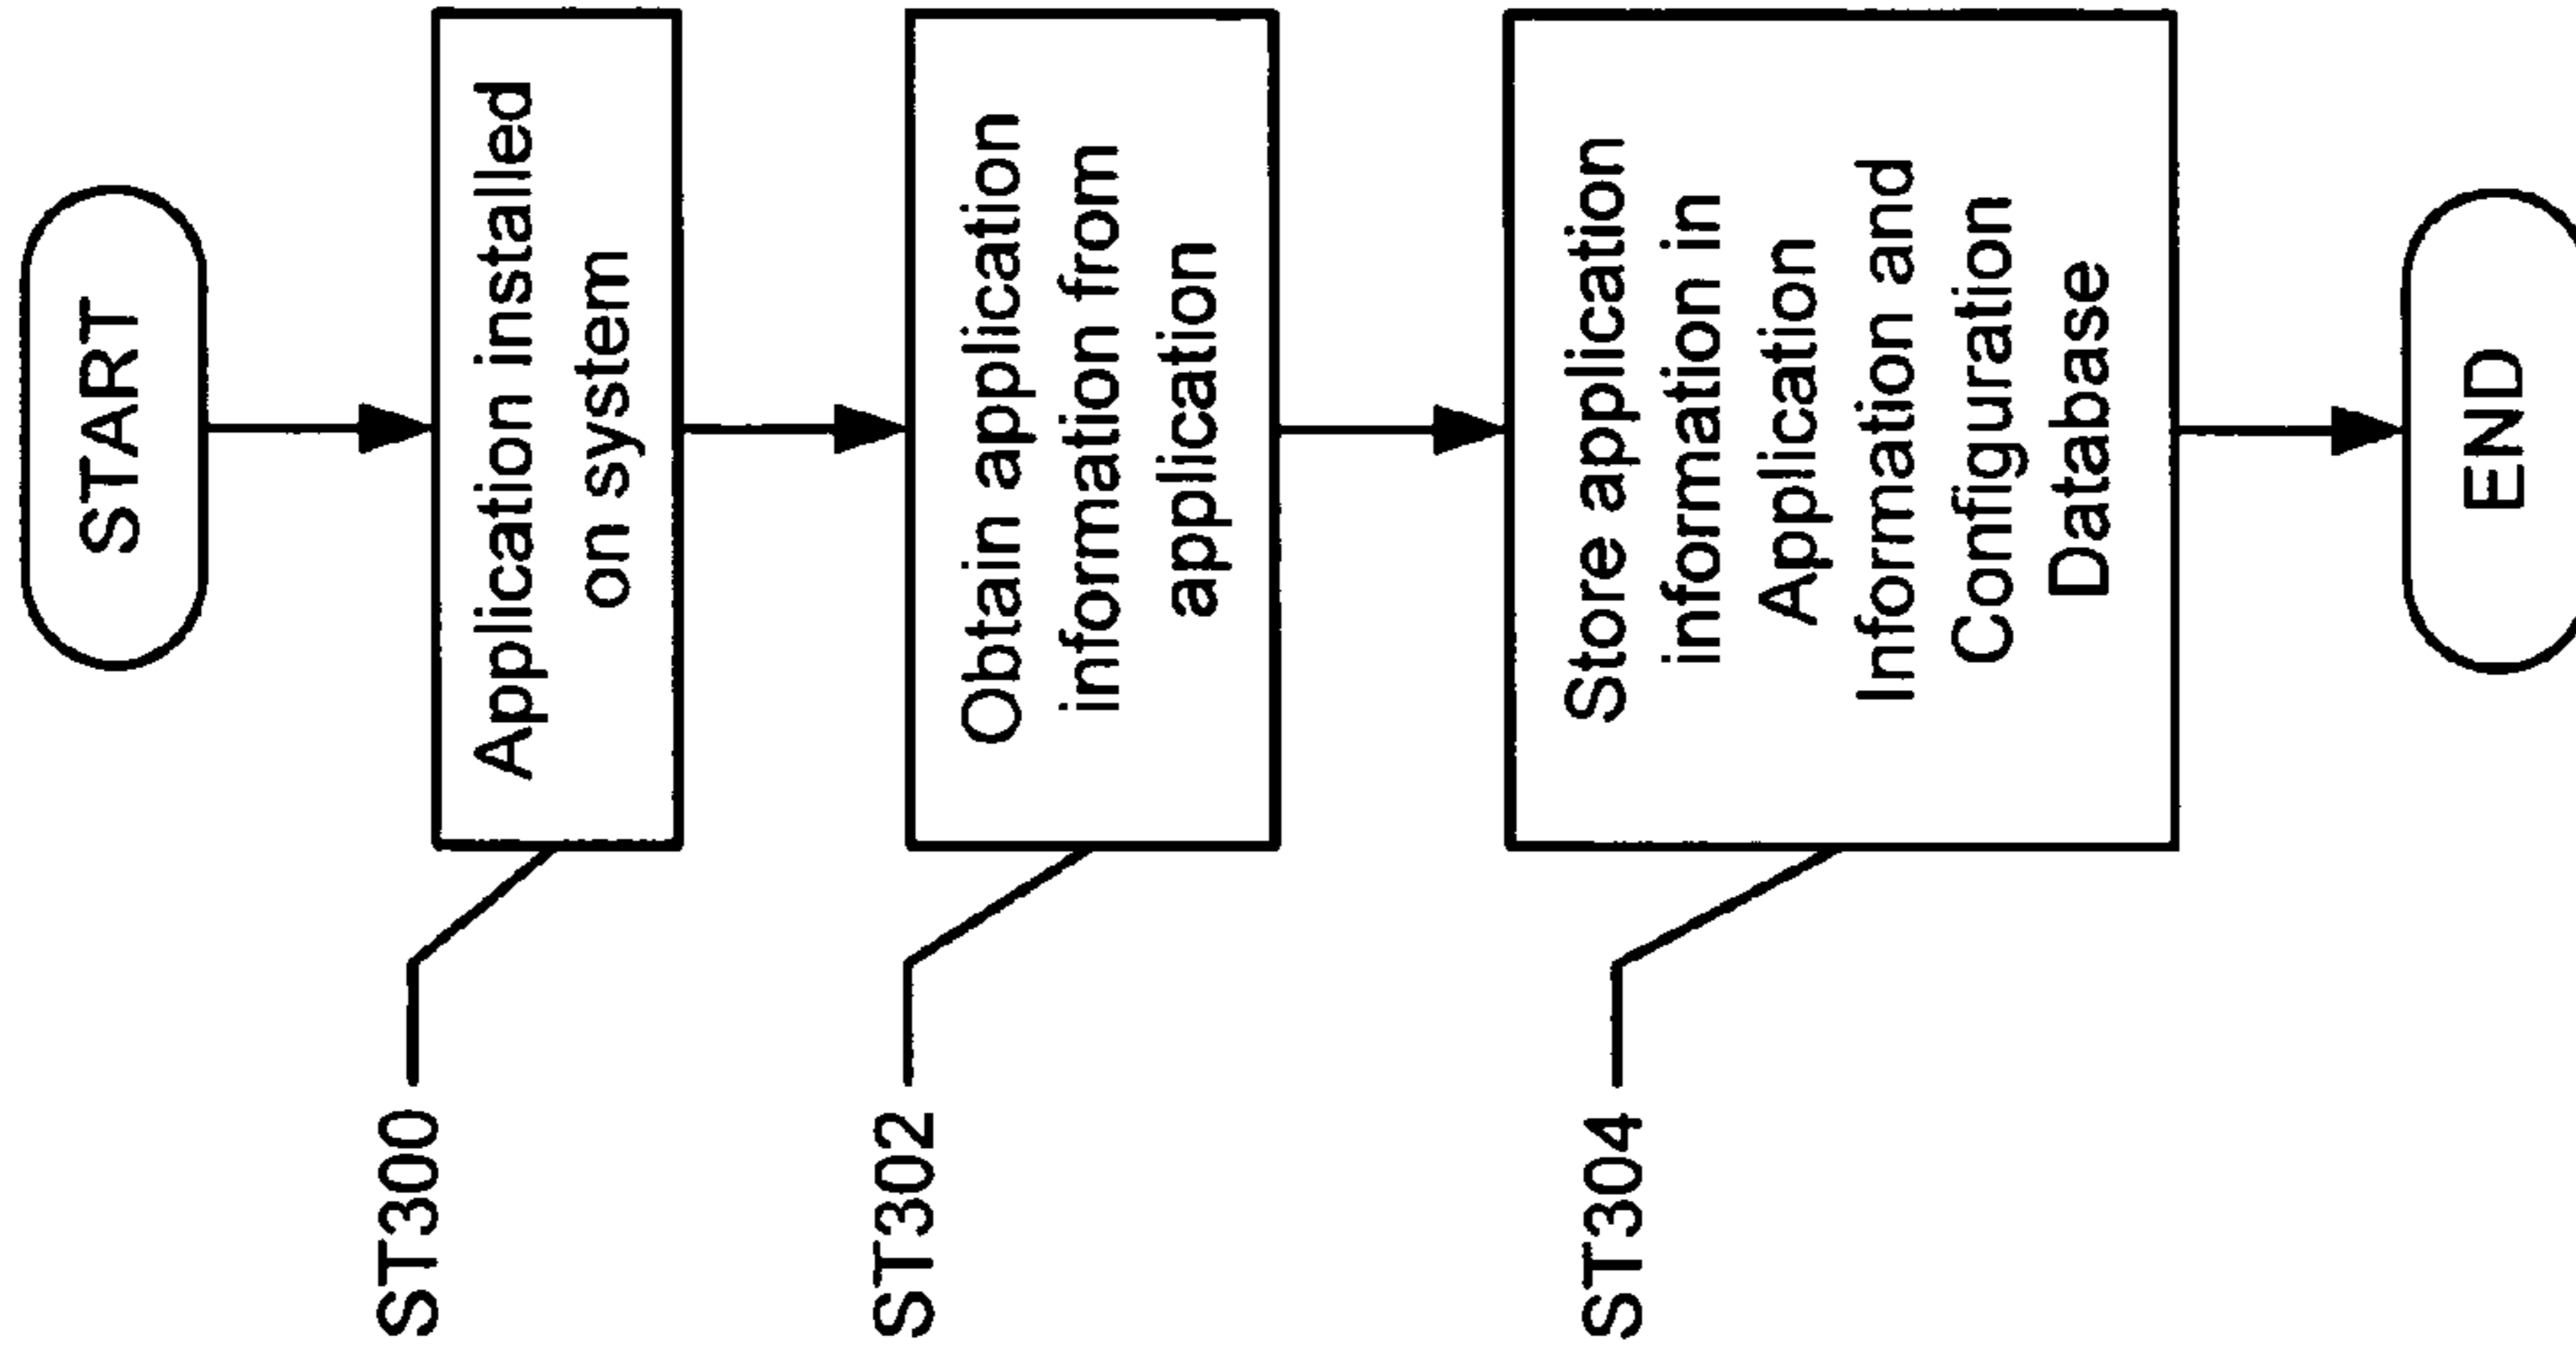 START
ST300
Application installed
on system
ST302
Obtain application
information from
application
ST304
Store application
information in
Application
Information and
Configuration
Database
END